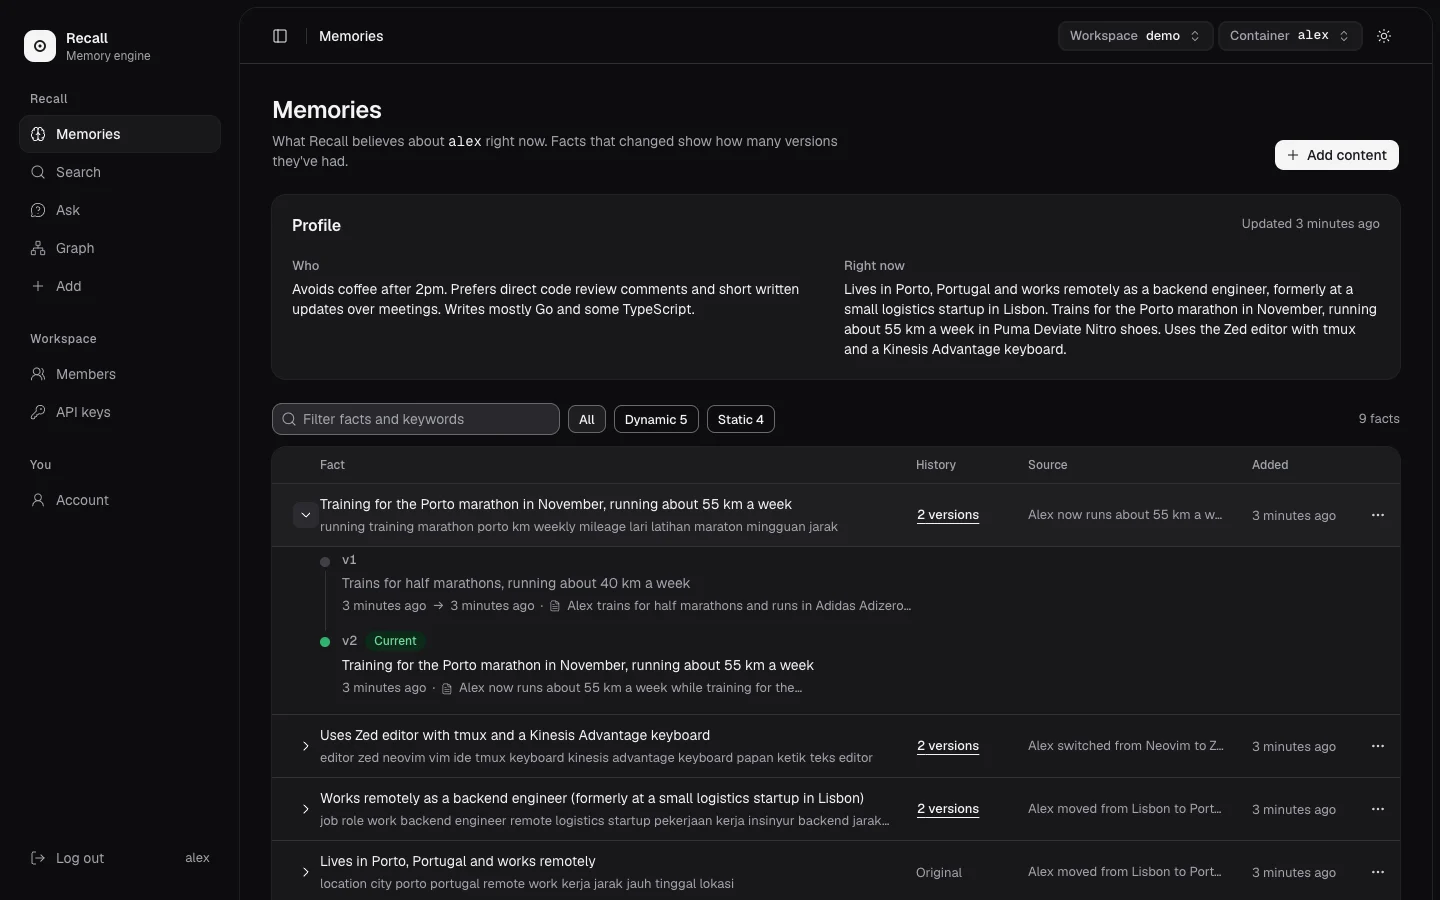 Recall
Memory engine
Recall
Memories
Search
Ask
Graph
Add
Workspace
Members
API keys
You
Account
Log out alex
Memories
Workspace demo
Container alex
Memories
What Recall believes about alex right now. Facts that changed show how many versions
they've had.
Add content
Profile
Updated 3 minutes ago
Who
Avoids coffee after 2pm. Prefers direct code review comments and short written
updates over meetings. Writes mostly Go and some TypeScript.
Right now
Lives in Porto, Portugal and works remotely as a backend engineer, formerly at a
small logistics startup in Lisbon. Trains for the Porto marathon in November, running
about 55 km a week in Puma Deviate Nitro shoes. Uses the Zed editor with tmux
and a Kinesis Advantage keyboard.
Filter facts and keywords
All
Dynamic 5
Static 4
9 facts
Fact History Source Added
Training for the Porto marathon in November, running about 55 km a week
running training marathon porto km weekly mileage lari latihan maraton mingguan jarak
2 versions
Alex now runs about 55 km a w...
3 minutes ago
v1
Trains for half marathons, running about 40 km a week
3 minutes ago → 3 minutes ago · Alex trains for half marathons and runs in Adidas Adizero...
v2 Current
Training for the Porto marathon in November, running about 55 km a week
3 minutes ago · Alex now runs about 55 km a week while training for the...
Uses Zed editor with tmux and a Kinesis Advantage keyboard
editor zed neovim vim ide tmux keyboard kinesis advantage keyboard papan ketik teks editor
2 versions
Alex switched from Neovim to Z...
3 minutes ago
Works remotely as a backend engineer (formerly at a small logistics startup in Lisbon)
job role work backend engineer remote logistics startup pekerjaan kerja insinyur backend jarak...
2 versions
Alex moved from Lisbon to Port...
3 minutes ago
Lives in Porto, Portugal and works remotely
location city porto portugal remote work kerja jarak jauh tinggal lokasi
Original
Alex moved from Lisbon to Port...
3 minutes ago